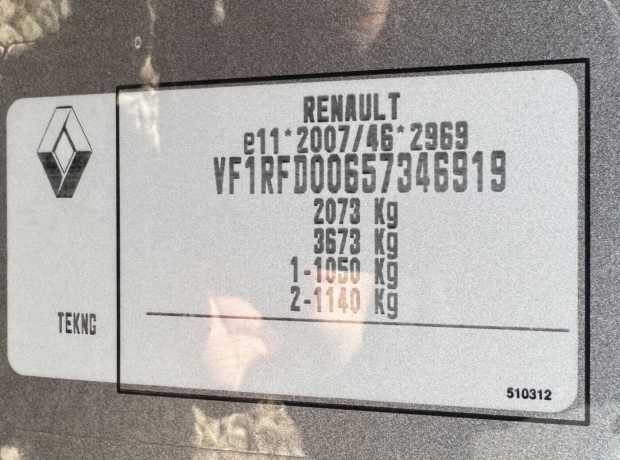 RENAULT
e11*2007/46*2969
VF1RFD00657346919
2073 Kg
3673 Kg
1-1050 Kg
2-1140 Kg
TEKNG
510312